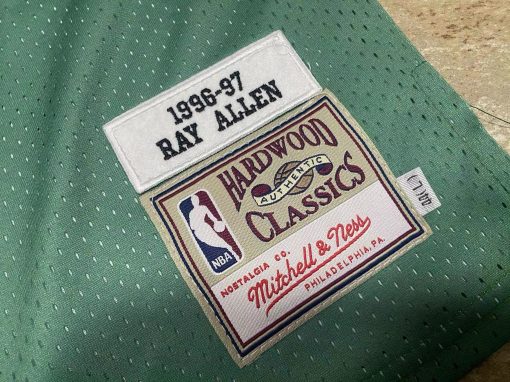 1996-97
RAY ALLEN
HARDWOOD
AUTHENTIC
CLASSICS
NBA
NOSTALGIA CO.
Mitchell & Ness
PHILADELPHIA, PA.